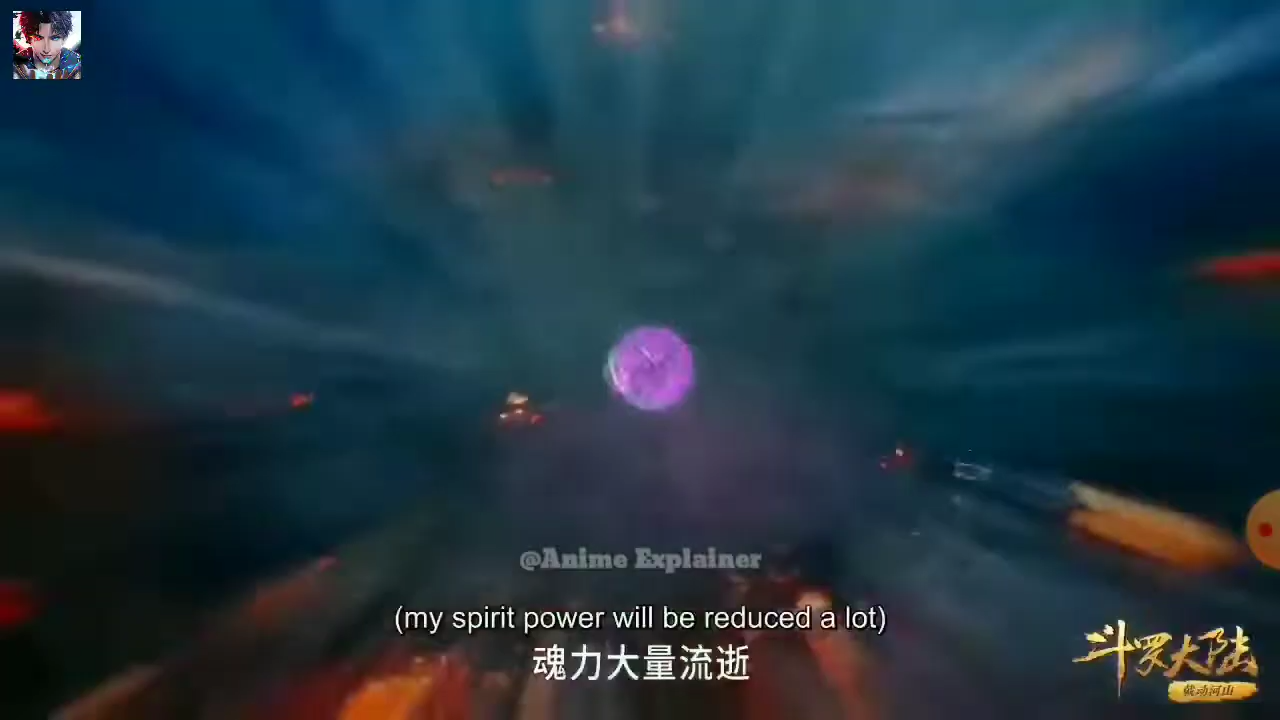 @Anime Explainer
(my spirit power will be reduced a lot)
魂力大量流逝
斗罗大陆